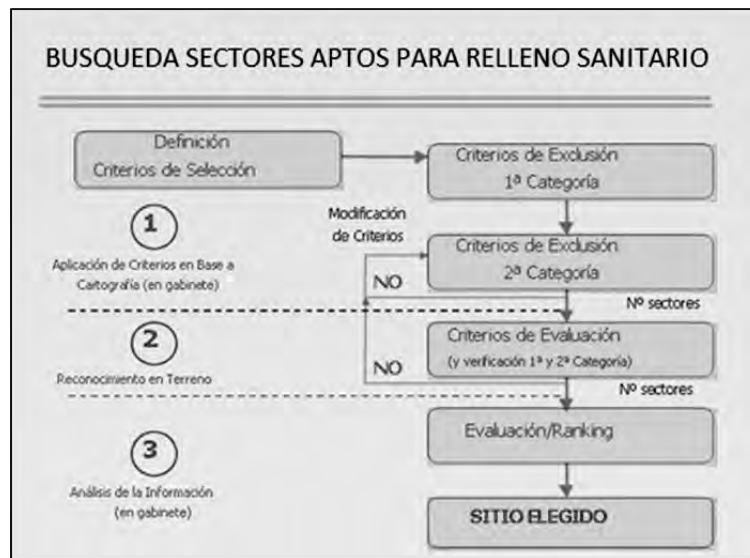 BUSQUEDA SECTORES APTOS PARA RELLENO SANITARIO
Definición
Criterios de Selección
Criterios de Exclusión
1ª Categoría
1
Aplicación de Criterios en Base a
Cartografía (en gabinete)
Modificación
de Criterios
Criterios de Exclusión
2ª Categoría
NO
Nº sectores
2
Reconocimiento en Terreno
Criterios de Evaluación
(y verificación 1ª y 2ª Categoría)
NO
Nº sectores
3
Análisis de la Información
(en gabinete)
Evaluación/Ranking
SITIO ELEGIDO